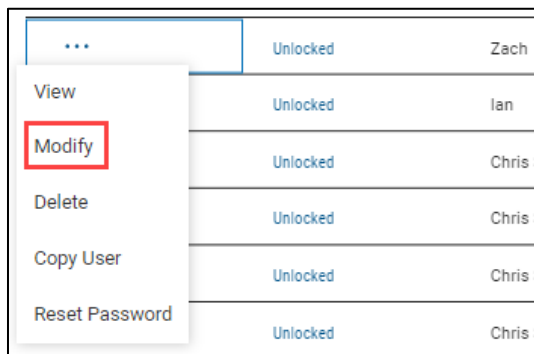 ... Unlocked Zach
View
Unlocked Ian
Modify
Unlocked Chris
Delete
Unlocked Chris
Copy User
Unlocked Chris
Reset Password
Unlocked Chris